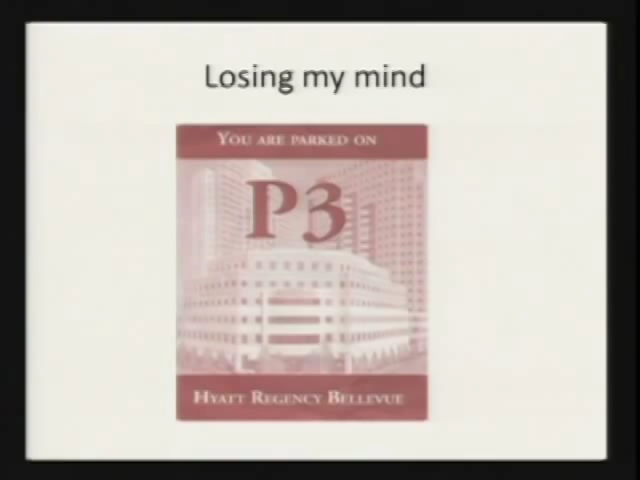 Losing my mind
YOU ARE PARKED ON
P3
HYATT REGENCY BELLEVUE